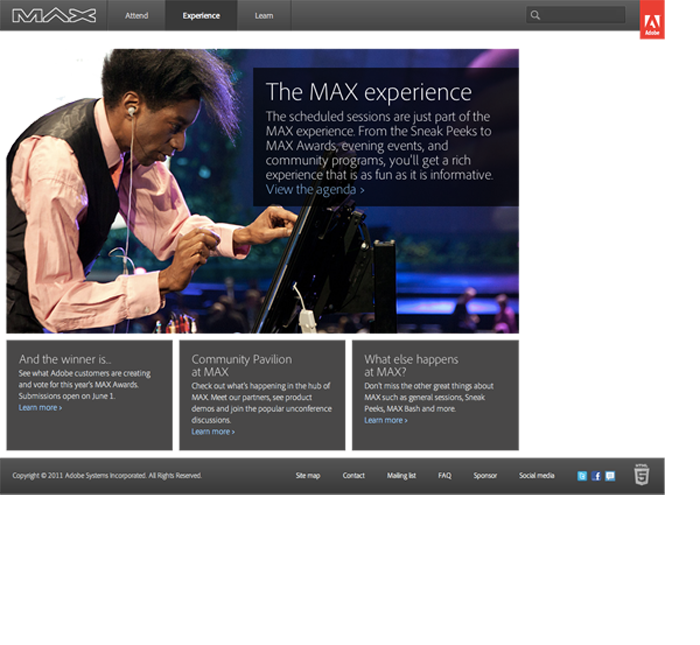 MAX
Attend
Experience
Learn
Adobe
The MAX experience
The scheduled sessions are just part of the
MAX experience. From the Sneak Peeks to
MAX Awards, evening events, and
community programs, you'll get a rich
experience that is as fun as it is informative.
View the agenda ›
And the winner is...
See what Adobe customers are creating
and vote for this year's MAX Awards.
Submissions open on June 1.
Learn more ›
Community Pavilion
at MAX
Check out what's happening in the hub of
MAX. Meet our partners, see product
demos and join the popular unconference
discussions.
Learn more ›
What else happens
at MAX?
Don't miss the other great things about
MAX such as general sessions, Sneak
Peeks, MAX Bash and more.
Learn more ›
Copyright © 2011 Adobe Systems Incorporated. All Rights Reserved.
Site map
Contact
Mailing list
FAQ
Sponsor
Social media
HTML
5